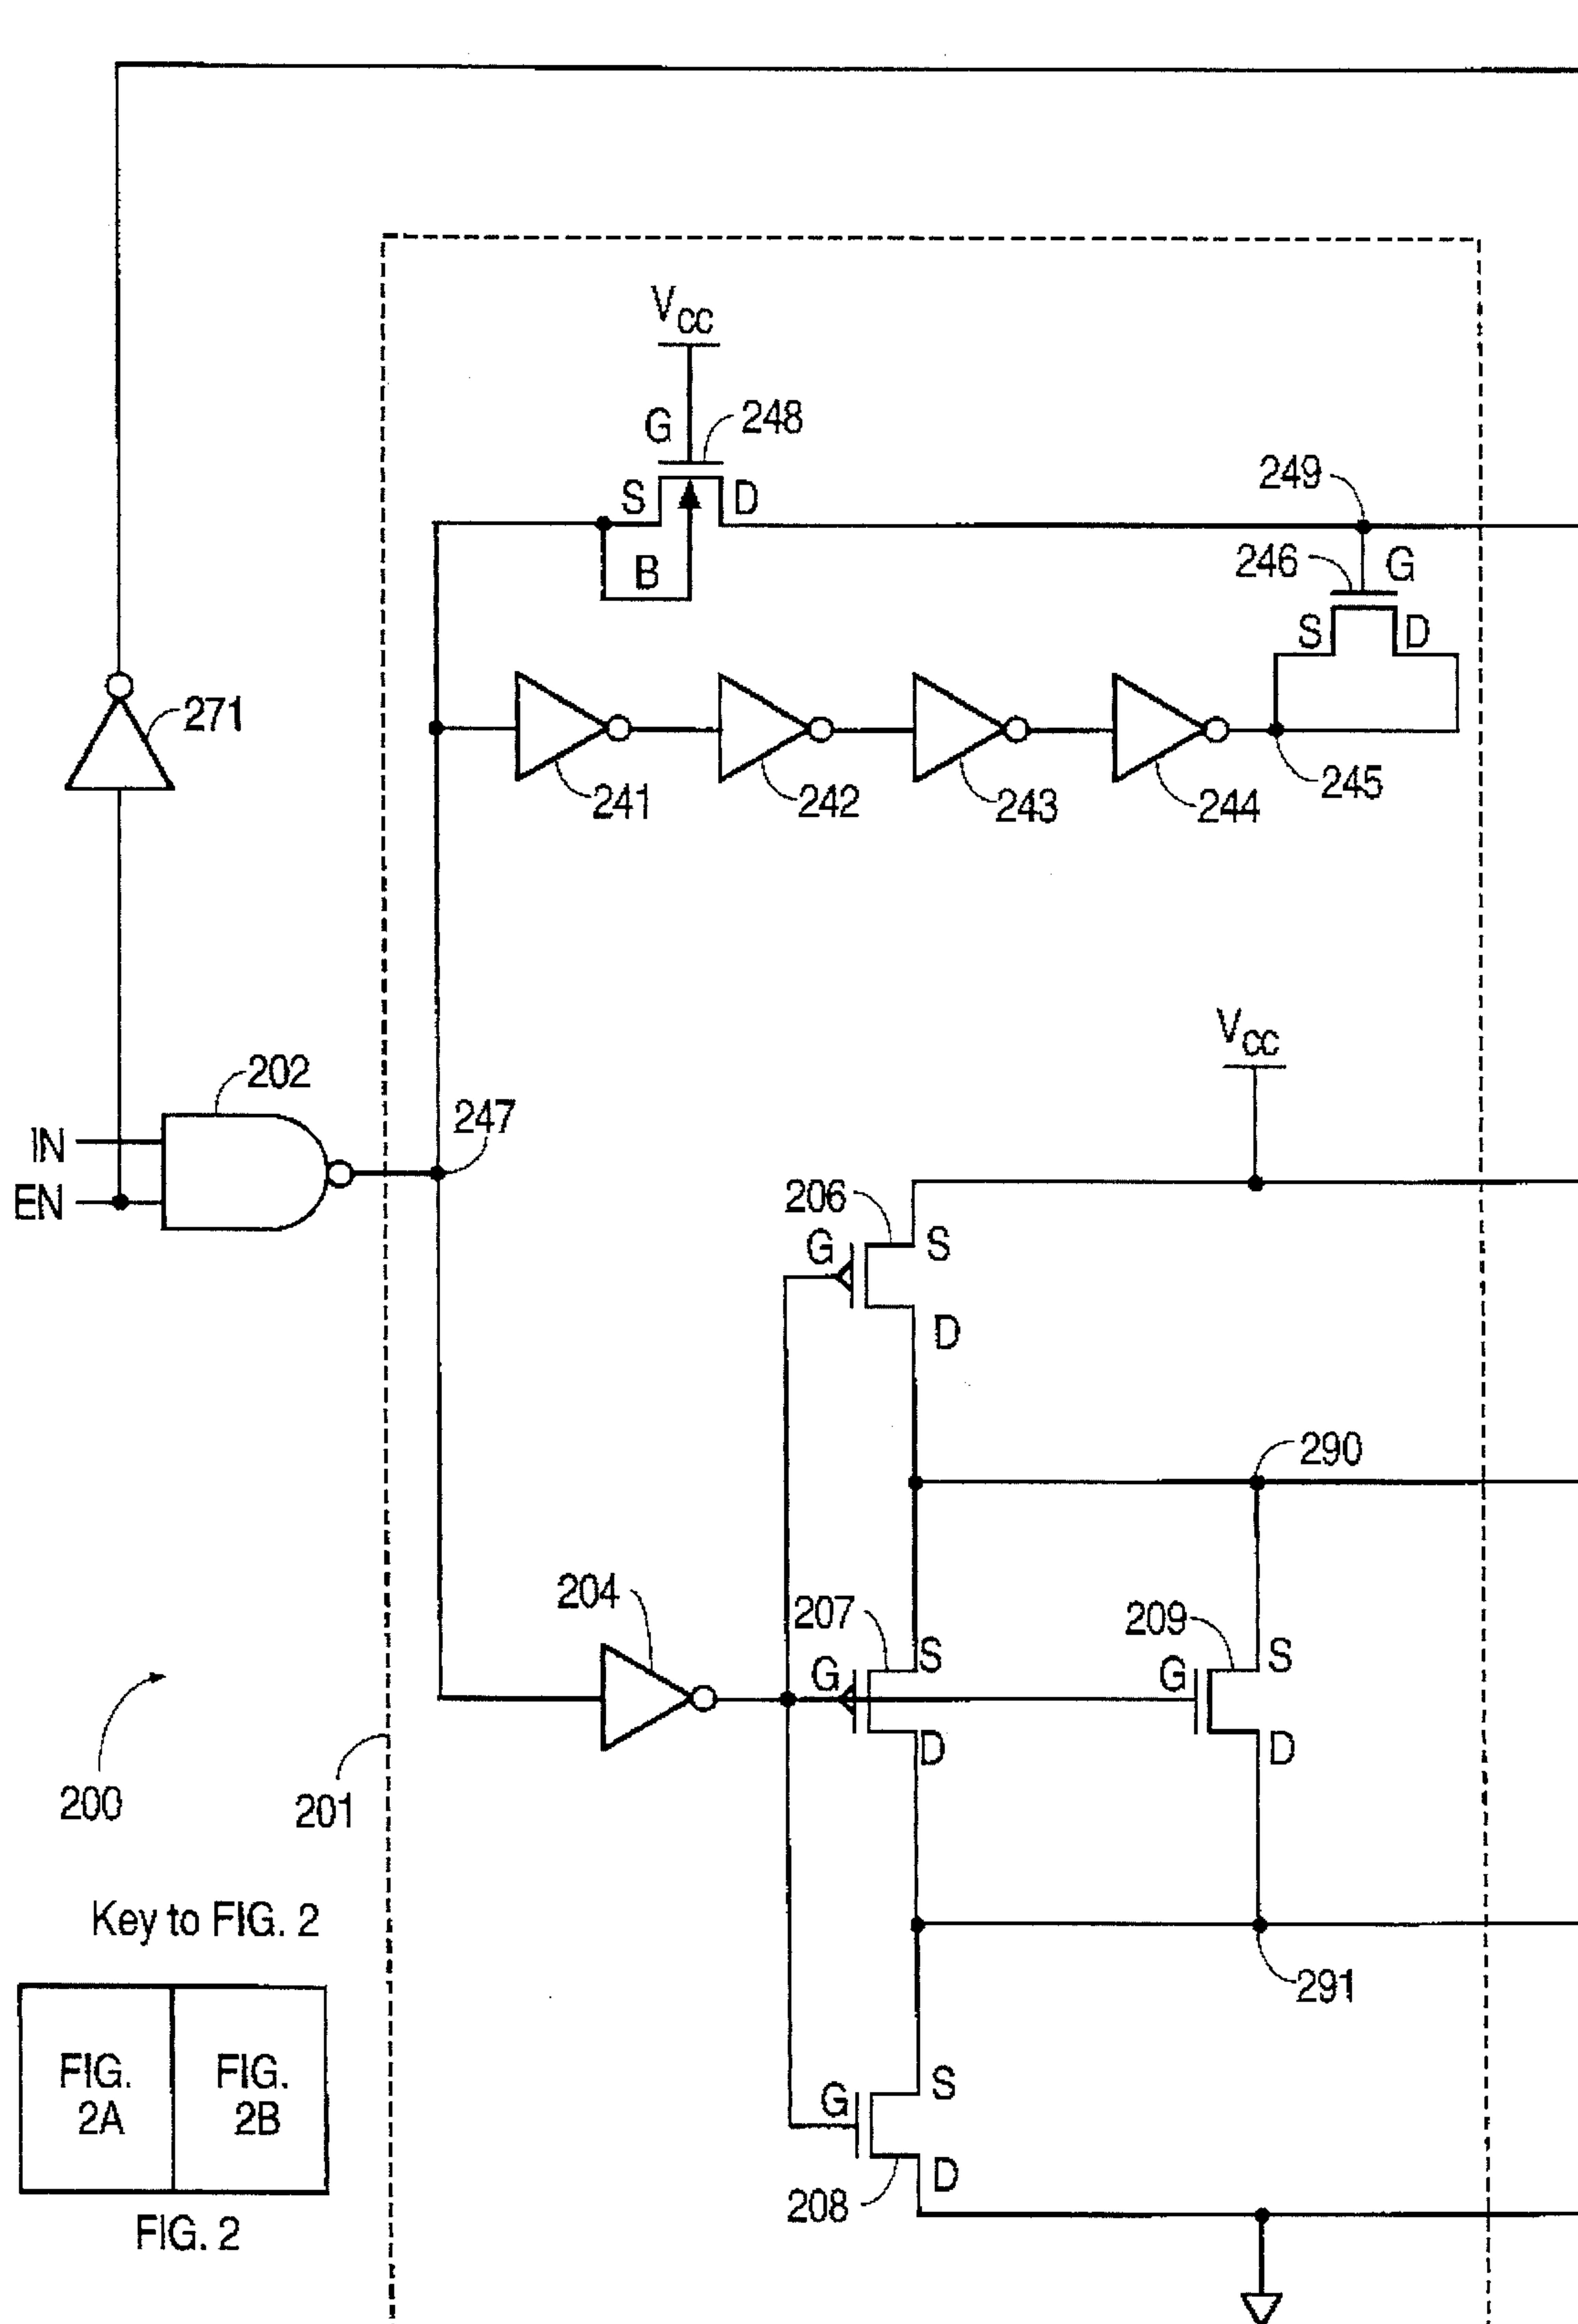 VCC
G
248
S
D
B
249
246
G
S
D
271
241
242
243
244
245
202
IN
EN
247
VCC
206
G
S
D
290
204
207
G
S
D
209
G
S
D
200
201
Key to FIG. 2
291
FIG. 2A
FIG. 2B
G
S
D
208
FIG. 2